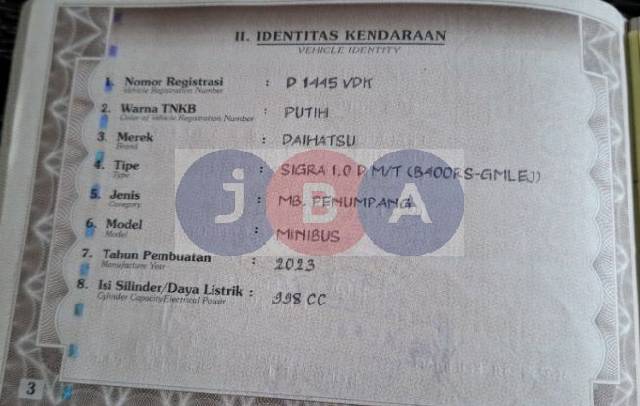 II. IDENTITAS KENDARAAN
VEHICLE IDENTITY
1. Nomor Registrasi : D 1445 VDK
Vehicle Registration Number
2. Warna TNKB : PUTIH
Color of Vehicle Registration Number
3. Merek : DAIHATSU
Brand
4. Tipe : SIGRA 1.0 D M/T (B400RS-GMLEJ)
Type
5. Jenis : MB. PENUMPANG
Category
6. Model : MINIBUS
Model
7. Tahun Pembuatan : 2023
Manufacture Year
8. Isi Silinder/Daya Listrik : 998 CC
Cylinder Capacity/Electrical Power
JBA
3